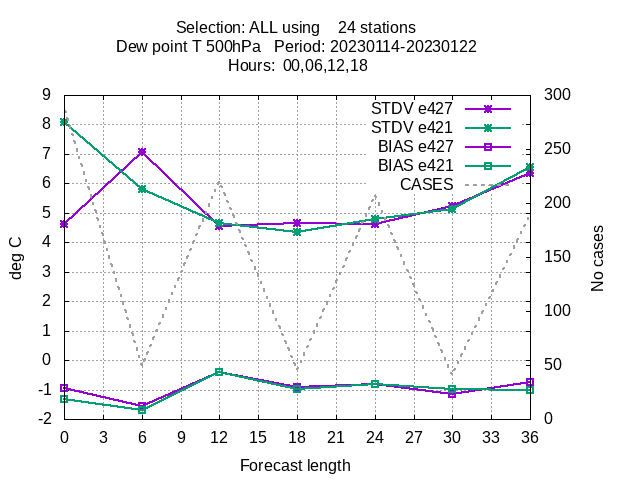 Selection: ALL using    24 stations
Dew point T 500hPa   Period: 20230114-20230122
Hours:  00,06,12,18
STDV e427
STDV e421
BIAS e427
BIAS e421
CASES
9
8
7
6
5
4
3
2
1
0
-1
-2
300
250
200
150
100
50
0
deg C
No cases
0 3 6 9 12 15 18 21 24 27 30 33 36
Forecast length